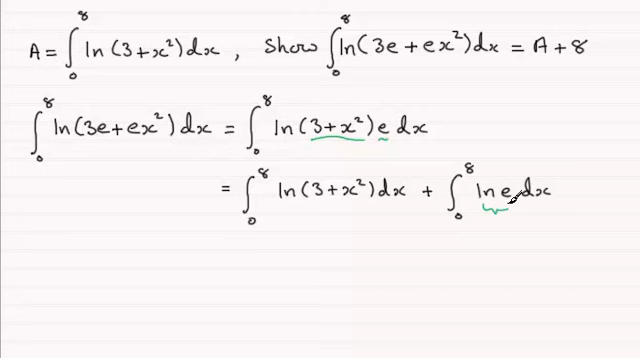 A = ∫₀⁸ ln(3+x²)dx , Show ∫₀⁸ ln(3e+ex²)dx = A+8
∫₀⁸ ln(3e+ex²)dx = ∫₀⁸ ln(3+x²)e dx
= ∫₀⁸ ln(3+x²)dx + ∫₀⁸ ln e dx